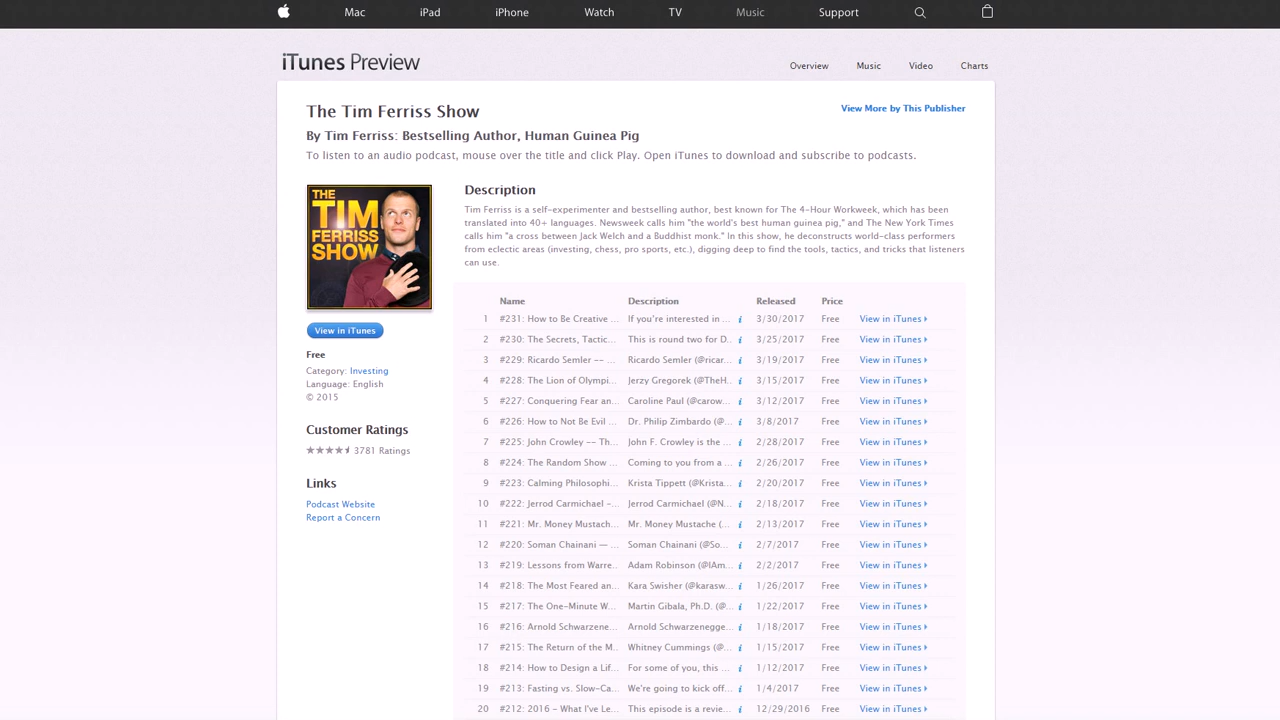 Mac iPad iPhone Watch TV Music Support
iTunes Preview
Overview Music Video Charts
The Tim Ferriss Show
View More by This Publisher
By Tim Ferriss: Bestselling Author, Human Guinea Pig
To listen to an audio podcast, mouse over the title and click Play. Open iTunes to download and subscribe to podcasts.
THE
TIM
FERRISS
SHOW
View in iTunes
Free
Category: Investing
Language: English
© 2015
Customer Ratings
3781 Ratings
Links
Podcast Website
Report a Concern
Description
Tim Ferriss is a self-experimenter and bestselling author, best known for The 4-Hour Workweek, which has been
translated into 40+ languages. Newsweek calls him "the world's best human guinea pig," and The New York Times
calls him "a cross between Jack Welch and a Buddhist monk." In this show, he deconstructs world-class performers
from eclectic areas (investing, chess, pro sports, etc.), digging deep to find the tools, tactics, and tricks that listeners
can use.
Name Description Released Price
1 #231: How to Be Creative ... If you're interested in ... i 3/30/2017 Free View in iTunes
2 #230: The Secrets, Tactic... This is round two for D... i 3/25/2017 Free View in iTunes
3 #229: Ricardo Semler -- ... Ricardo Semler (@ricar... i 3/19/2017 Free View in iTunes
4 #228: The Lion of Olympi... Jerzy Gregorek (@TheH... i 3/15/2017 Free View in iTunes
5 #227: Conquering Fear an... Caroline Paul (@carow... i 3/12/2017 Free View in iTunes
6 #226: How to Not Be Evil ... Dr. Philip Zimbardo (@... i 3/8/2017 Free View in iTunes
7 #225: John Crowley -- Th... John F. Crowley is the ... i 2/28/2017 Free View in iTunes
8 #224: The Random Show ... Coming to you from a ... i 2/26/2017 Free View in iTunes
9 #223: Calming Philosophi... Krista Tippett (@Krista... i 2/20/2017 Free View in iTunes
10 #222: Jerrod Carmichael -... Jerrod Carmichael (@N... i 2/18/2017 Free View in iTunes
11 #221: Mr. Money Mustach... Mr. Money Mustache (... i 2/13/2017 Free View in iTunes
12 #220: Soman Chainani — ... Soman Chainani (@So... i 2/7/2017 Free View in iTunes
13 #219: Lessons from Warre... Adam Robinson (@IAm... i 2/2/2017 Free View in iTunes
14 #218: The Most Feared an... Kara Swisher (@karasw... i 1/26/2017 Free View in iTunes
15 #217: The One-Minute W... Martin Gibala, Ph.D. (@... i 1/22/2017 Free View in iTunes
16 #216: Arnold Schwarzene... Arnold Schwarzenegge... i 1/18/2017 Free View in iTunes
17 #215: The Return of the M... Whitney Cummings (@... i 1/15/2017 Free View in iTunes
18 #214: How to Design a Lif... For some of you, this ... i 1/12/2017 Free View in iTunes
19 #213: Fasting vs. Slow-Ca... We're going to kick off... i 1/4/2017 Free View in iTunes
20 #212: 2016 - What I've Le... This episode is a revie... i 12/29/2016 Free View in iTunes